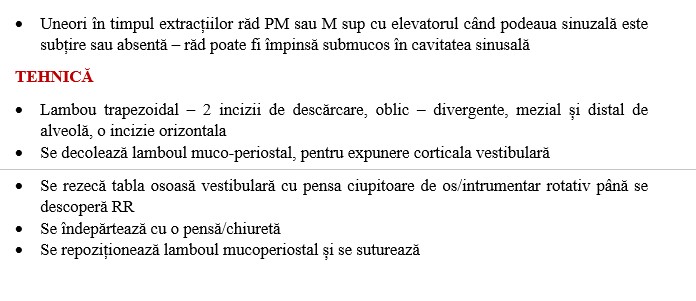 • Uneori în timpul extracțiilor răd PM sau M sup cu elevatorul când podeaua sinuzală este
subțire sau absentă – răd poate fi împinsă submucos în cavitatea sinusală
TEHNICĂ
• Lambou trapezoidal – 2 incizii de descărcare, oblic – divergente, mezial și distal de
alveolă, o incizie orizontala
• Se decolează lamboul muco-periostal, pentru expunere corticala vestibulară
• Se rezecă tabla osoasă vestibulară cu pensa ciupitoare de os/intrumentar rotativ până se
descoperă RR
• Se îndepărtează cu o pensă/chiuretă
• Se repoziționează lamboul mucoperiostal și se suturează